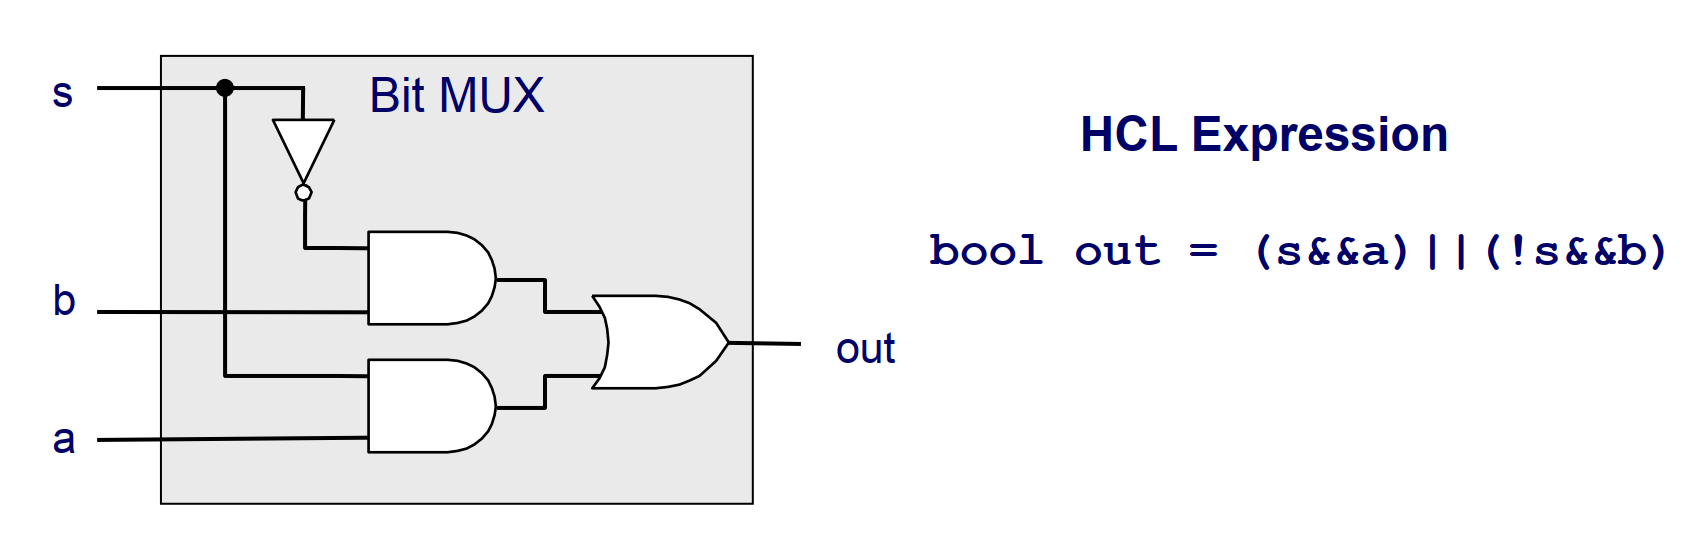 s
Bit MUX
b
a
out
HCL Expression
bool out = (s&&a)||(!s&&b)